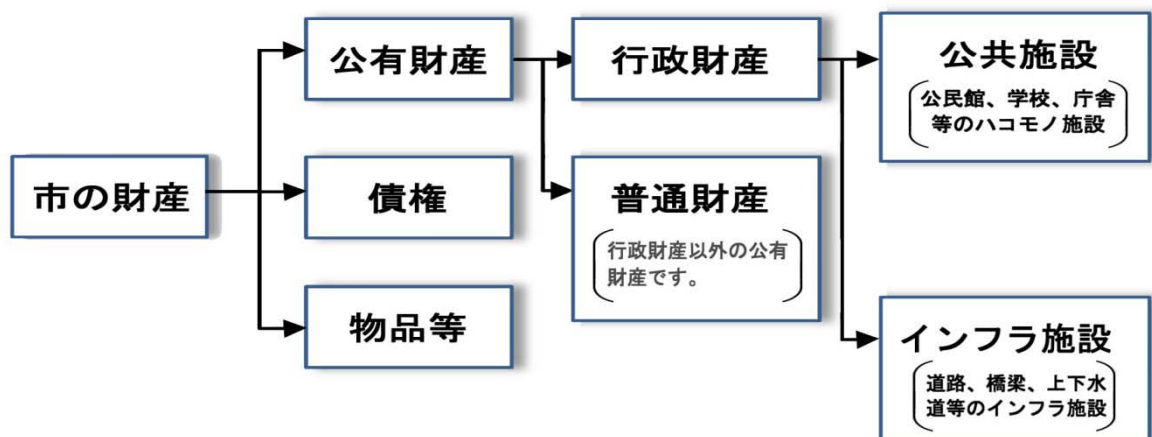 市の財産
公有財産
債権
物品等
行政財産
普通財産
行政財産以外の公有
財産です。
公共施設
公民館、学校、庁舎
等のハコモノ施設
インフラ施設
道路、橋梁、上下水
道等のインフラ施設